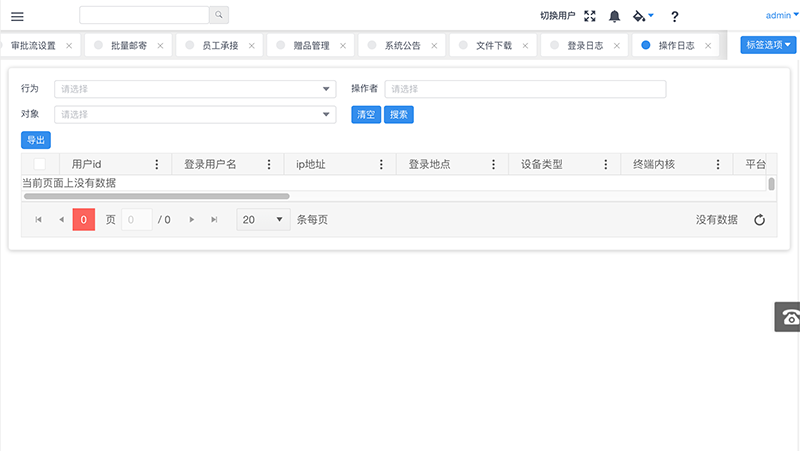 切换用户 ? admin
审批流设置 批量邮寄 员工承接 赠品管理 系统公告 文件下载 登录日志 操作日志 标签选项
行为 请选择 操作者 请选择
对象 请选择 清空 搜索
导出
用户id 登录用户名 ip地址 登录地点 设备类型 终端内核 平台
当前页面上没有数据
0 页 0 / 0 20 条每页 没有数据